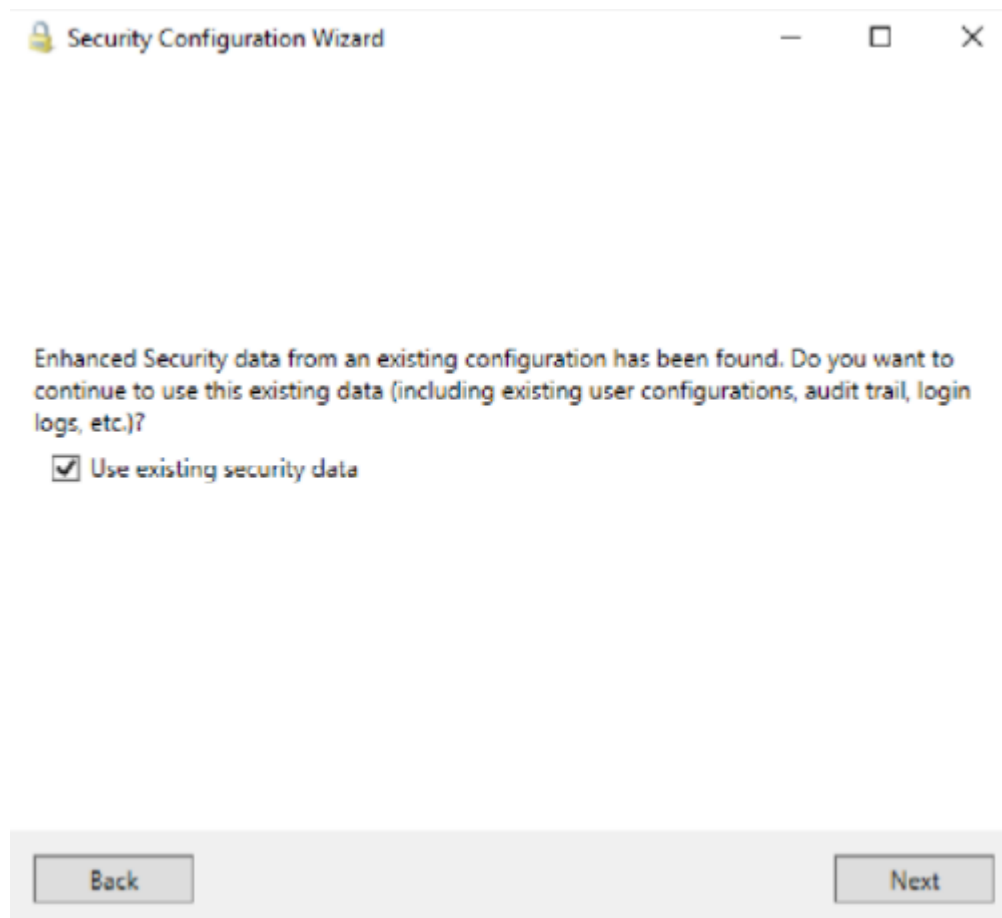 Security Configuration Wizard
Enhanced Security data from an existing configuration has been found. Do you want to
continue to use this existing data (including existing user configurations, audit trail, login
logs, etc.)?
Use existing security data
Back
Next